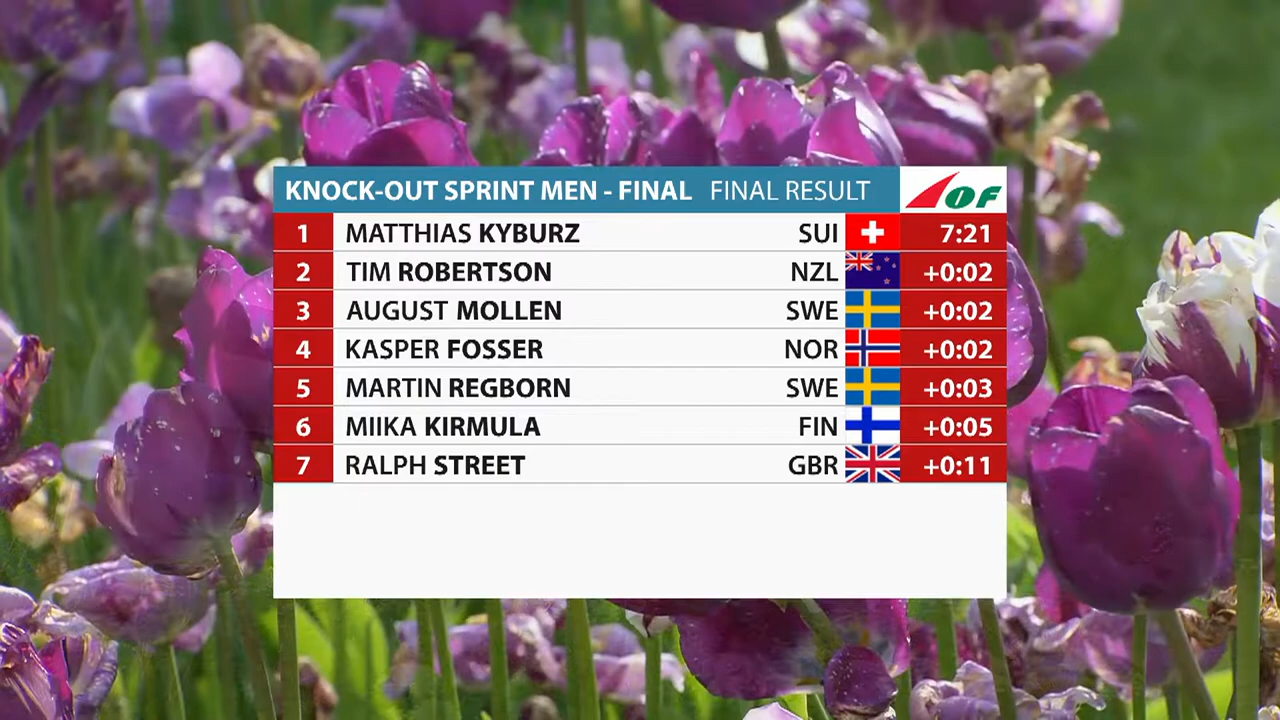 KNOCK-OUT SPRINT MEN - FINAL FINAL RESULT IOF
1 MATTHIAS KYBURZ SUI 7:21
2 TIM ROBERTSON NZL +0:02
3 AUGUST MOLLEN SWE +0:02
4 KASPER FOSSER NOR +0:02
5 MARTIN REGBORN SWE +0:03
6 MIIKA KIRMULA FIN +0:05
7 RALPH STREET GBR +0:11